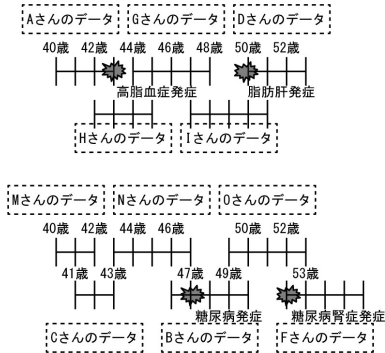 Aさんのデータ Gさんのデータ Dさんのデータ
40歳 42歳 44歳 46歳 48歳 50歳 52歳
高脂血症発症 脂肪肝発症
Hさんのデータ Iさんのデータ
Mさんのデータ Nさんのデータ Oさんのデータ
40歳 42歳 44歳 46歳 50歳 52歳
41歳 43歳 47歳 49歳 53歳
糖尿病発症 糖尿病腎症発症
Cさんのデータ Bさんのデータ Fさんのデータ